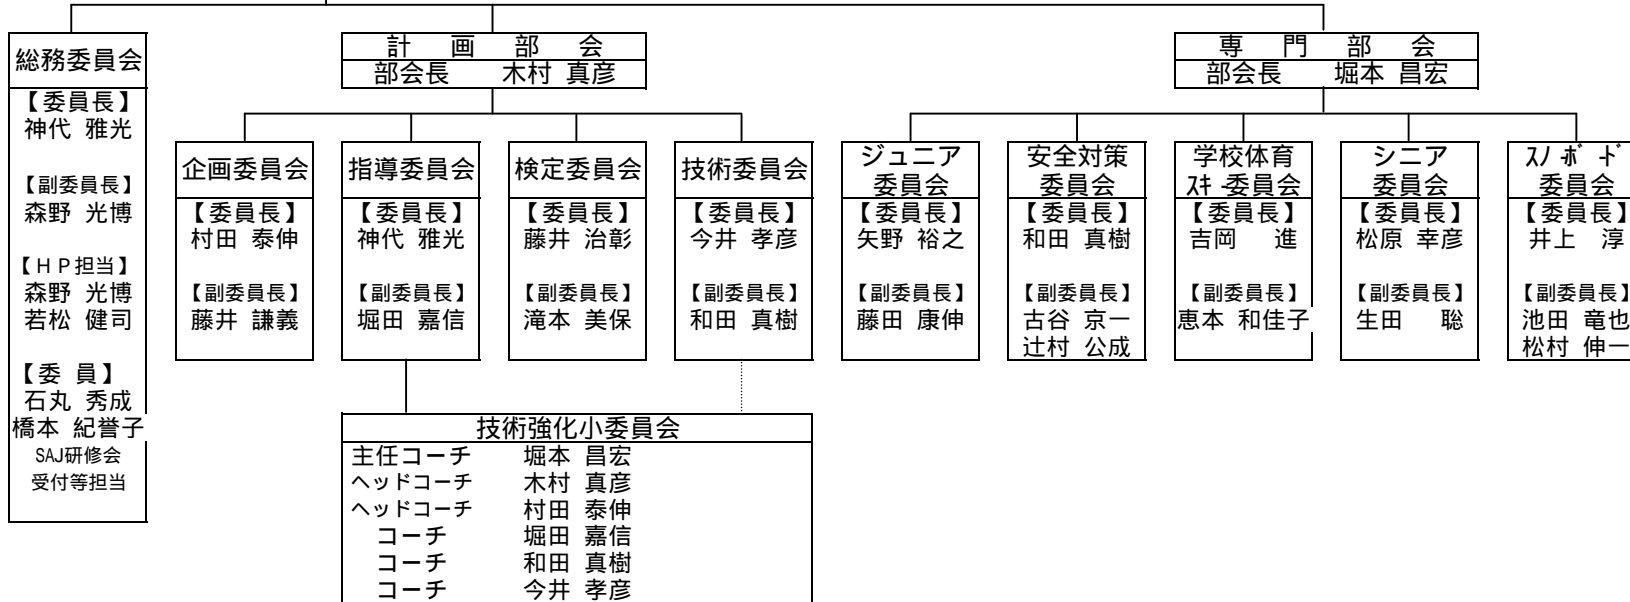 総務委員会
【委員長】
神代 雅光
【副委員長】
森野 光博
【HP担当】
森野 光博
若松 健司
【委 員】
石丸 秀成
橋本 紀誉子
SAJ研修会
受付等担当
計 画 部 会
部会長 木村 真彦
企画委員会
【委員長】
村田 泰伸
【副委員長】
藤井 謙義
指導委員会
【委員長】
神代 雅光
【副委員長】
堀田 嘉信
検定委員会
【委員長】
藤井 治彰
【副委員長】
滝本 美保
技術委員会
【委員長】
今井 孝彦
【副委員長】
和田 真樹
技術強化小委員会
主任コーチ 堀本 昌宏
ヘッドコーチ 木村 真彦
ヘッドコーチ 村田 泰伸
コーチ 堀田 嘉信
コーチ 和田 真樹
コーチ 今井 孝彦
専 門 部 会
部会長 堀本 昌宏
ジュニア
委員会
【委員長】
矢野 裕之
【副委員長】
藤田 康伸
安全対策
委員会
【委員長】
和田 真樹
【副委員長】
古谷 京一
辻村 公成
学校体育
スキー委員会
【委員長】
吉岡 進
【副委員長】
恵本 和佳子
シニア
委員会
【委員長】
松原 幸彦
【副委員長】
生田 聡
スノーボード
委員会
【委員長】
井上 淳
【副委員長】
池田 竜也
松村 伸一